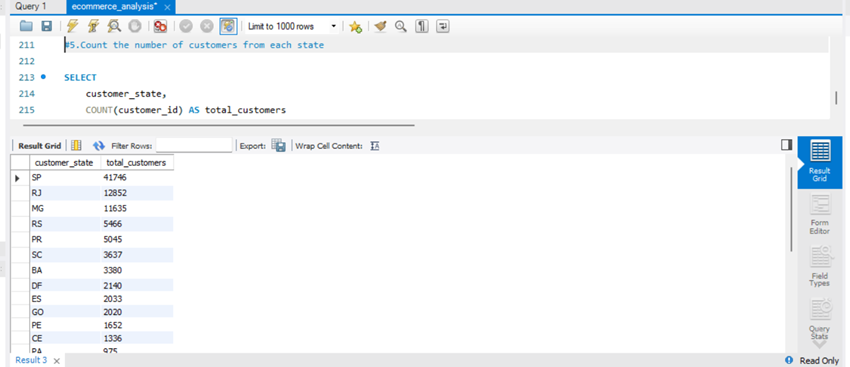 Query 1 ecommerce_analysis* ×
Limit to 1000 rows
211 #5.Count the number of customers from each state
212
213 SELECT
214 customer_state,
215 COUNT(customer_id) AS total_customers
Result Grid Filter Rows: Export: Wrap Cell Content:
customer_state total_customers
SP 41746
RJ 12852
MG 11635
RS 5466
PR 5045
SC 3637
BA 3380
DF 2140
ES 2033
GO 2020
PE 1652
CE 1336
PA 975
Result
Grid
Form
Editor
Field
Types
Query
Stats
Result 3 × Read Only